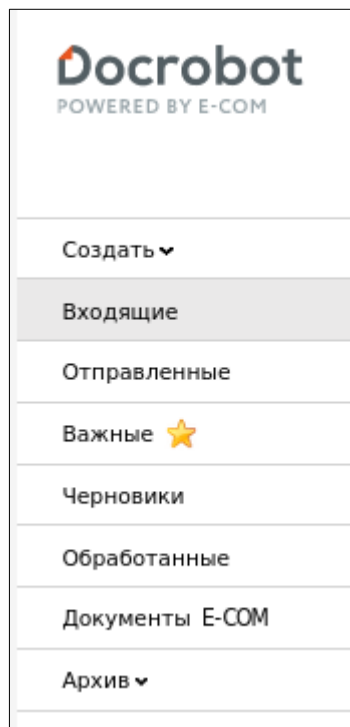 Docrobot
POWERED BY E-COM
Создать
Входящие
Отправленные
Важные
Черновики
Обработанные
Документы E-COM
Архив